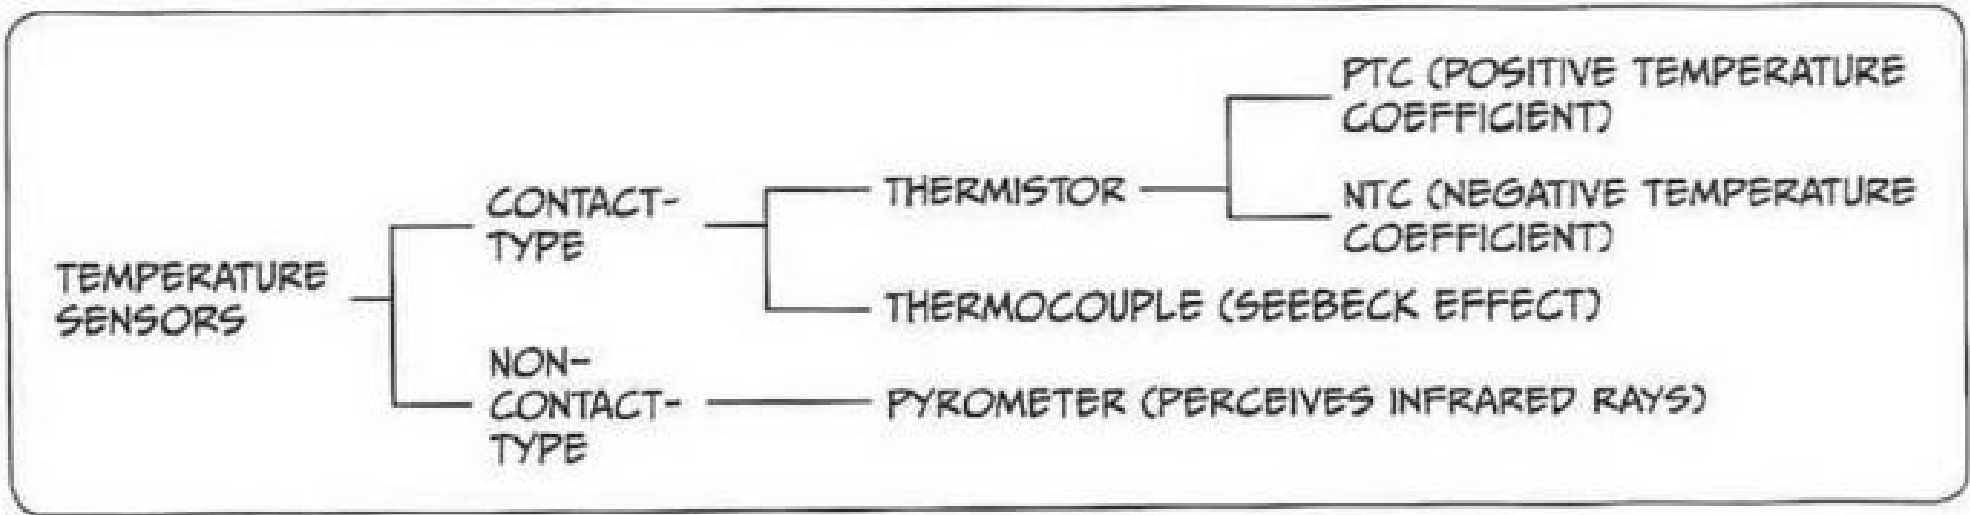 PTC (POSITIVE TEMPERATURE
COEFFICIENT)
CONTACT-
TYPE
THERMISTOR
NTC (NEGATIVE TEMPERATURE
COEFFICIENT)
TEMPERATURE
SENSORS
THERMOCOUPLE (SEEBECK EFFECT)
NON-
CONTACT-
TYPE
PYROMETER (PERCEIVES INFRARED RAYS)